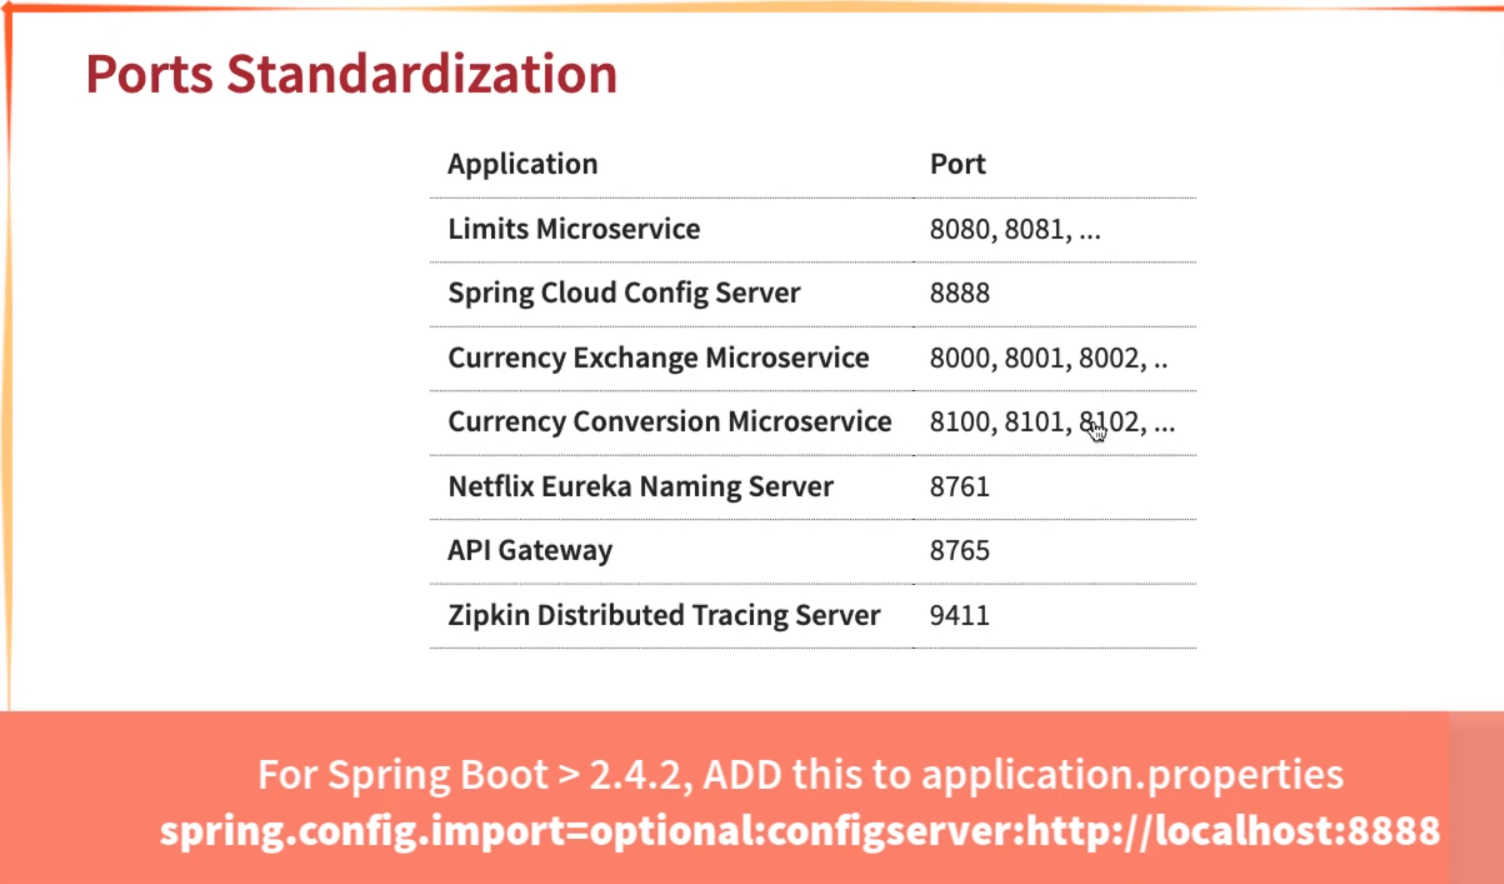 Ports Standardization
Application Port
Limits Microservice 8080, 8081, ...
Spring Cloud Config Server 8888
Currency Exchange Microservice 8000, 8001, 8002, ..
Currency Conversion Microservice 8100, 8101, 8102, ...
Netflix Eureka Naming Server 8761
API Gateway 8765
Zipkin Distributed Tracing Server 9411
For Spring Boot > 2.4.2, ADD this to application.properties
spring.config.import=optional:configserver:http://localhost:8888